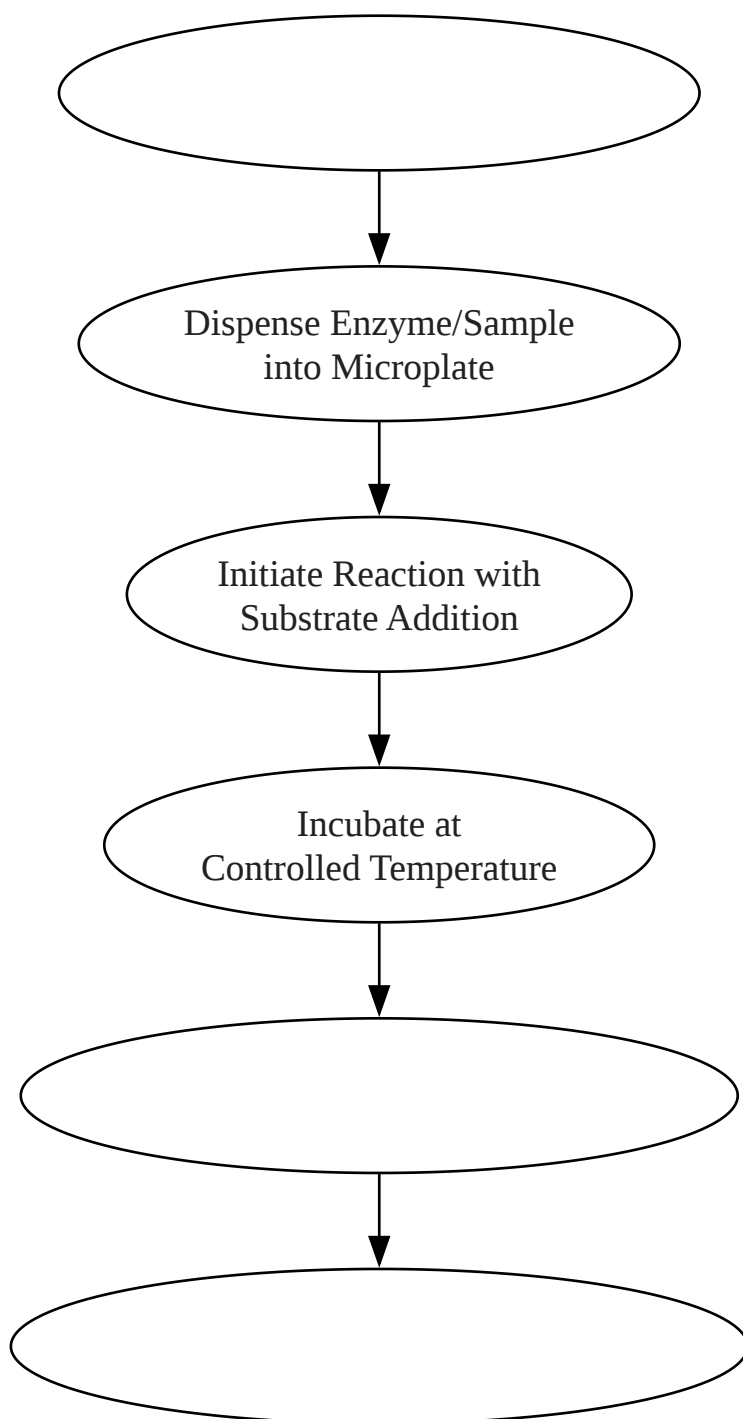 Dispense Enzyme/Sample
into Microplate
Initiate Reaction with
Substrate Addition
Incubate at
Controlled Temperature